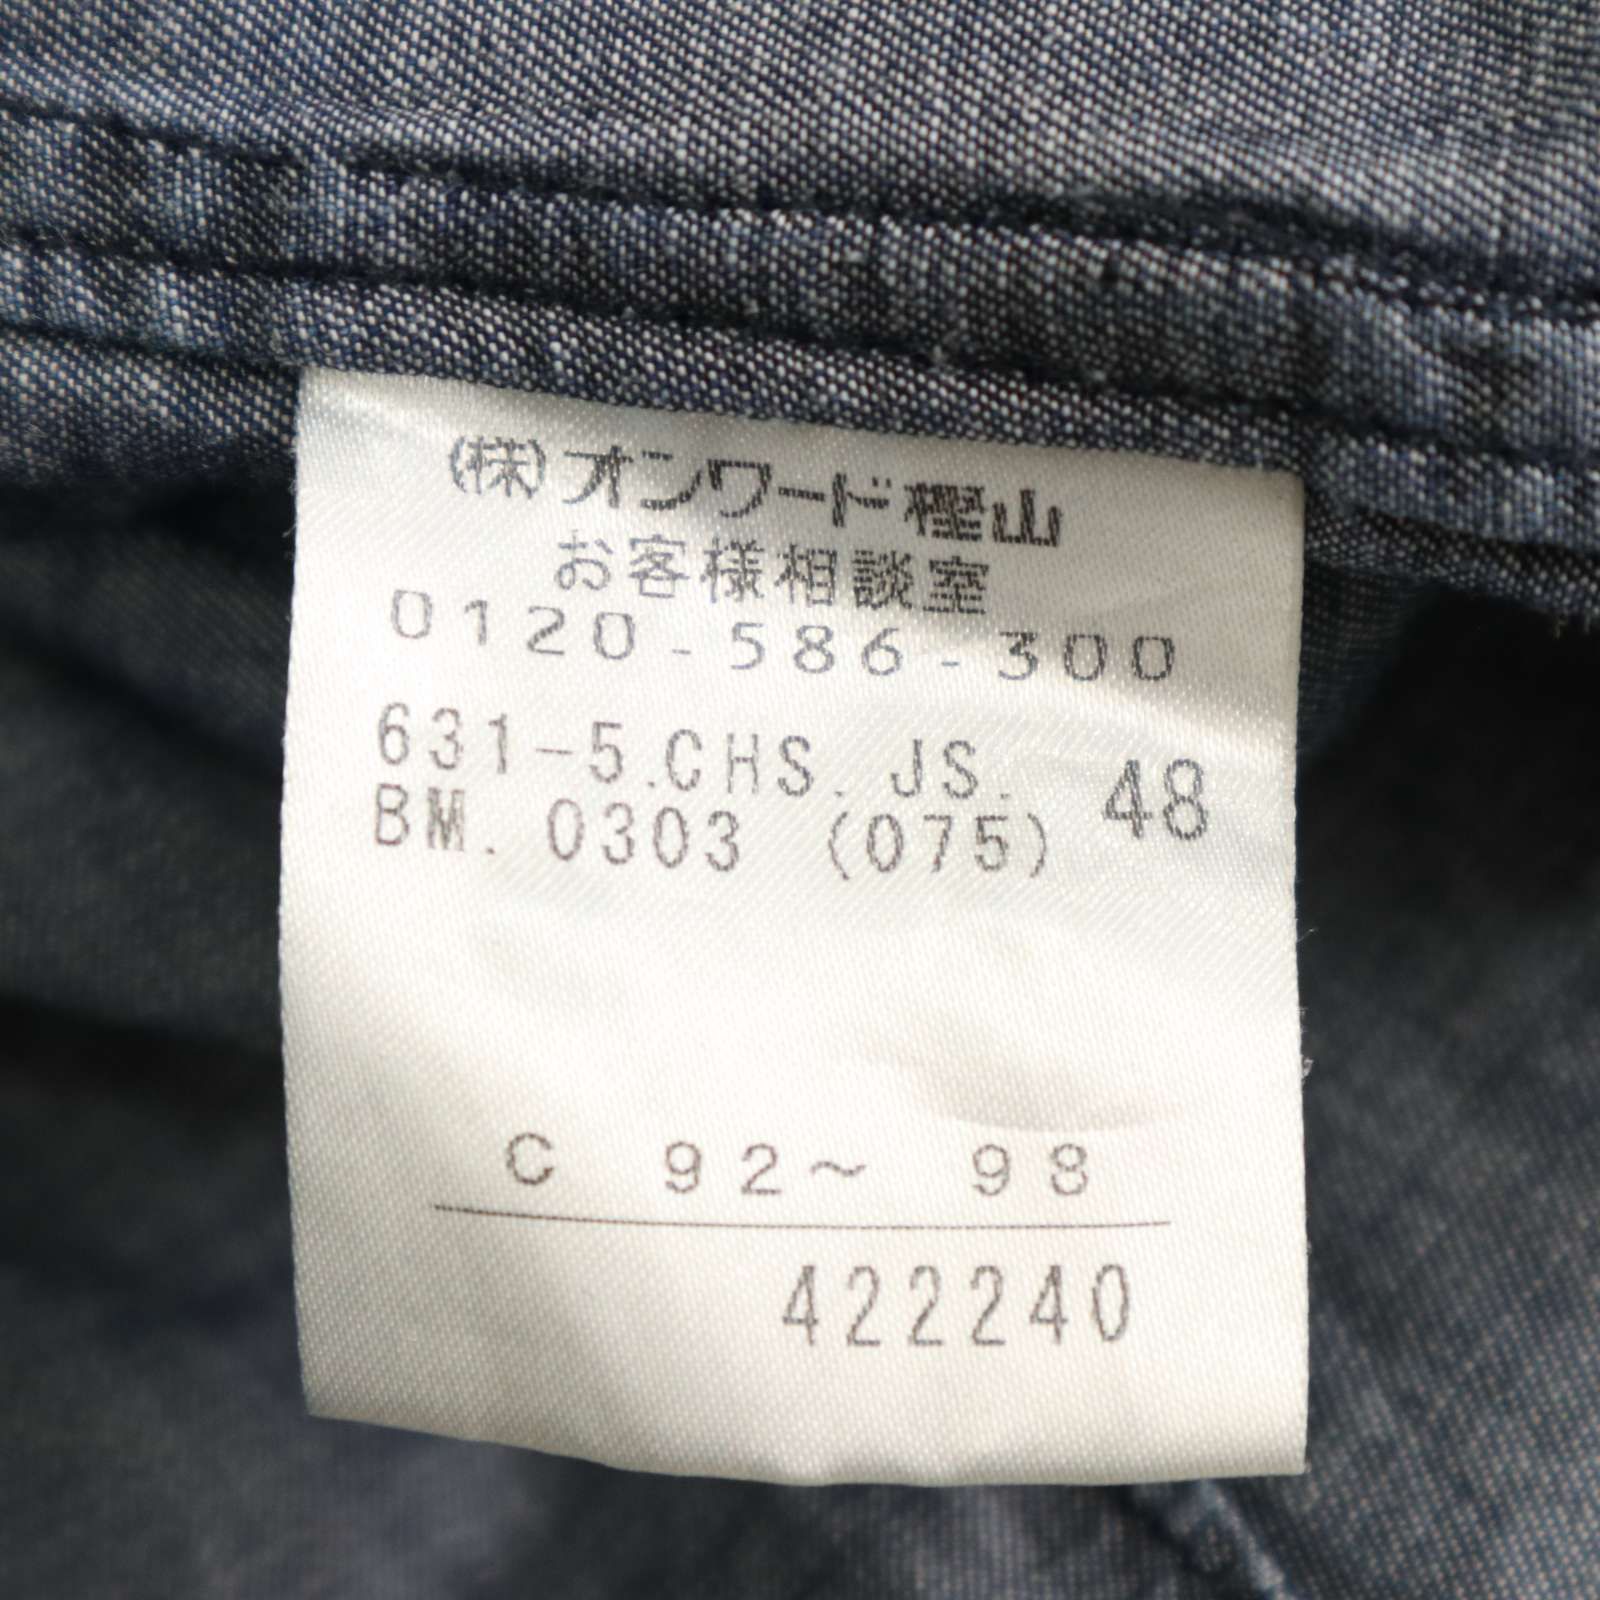 (株)オンワード樫山
お客様相談室
0120-586-300
631-5.CHS. JS. 48
BM. 0303 (075)
C 92~ 98
422240